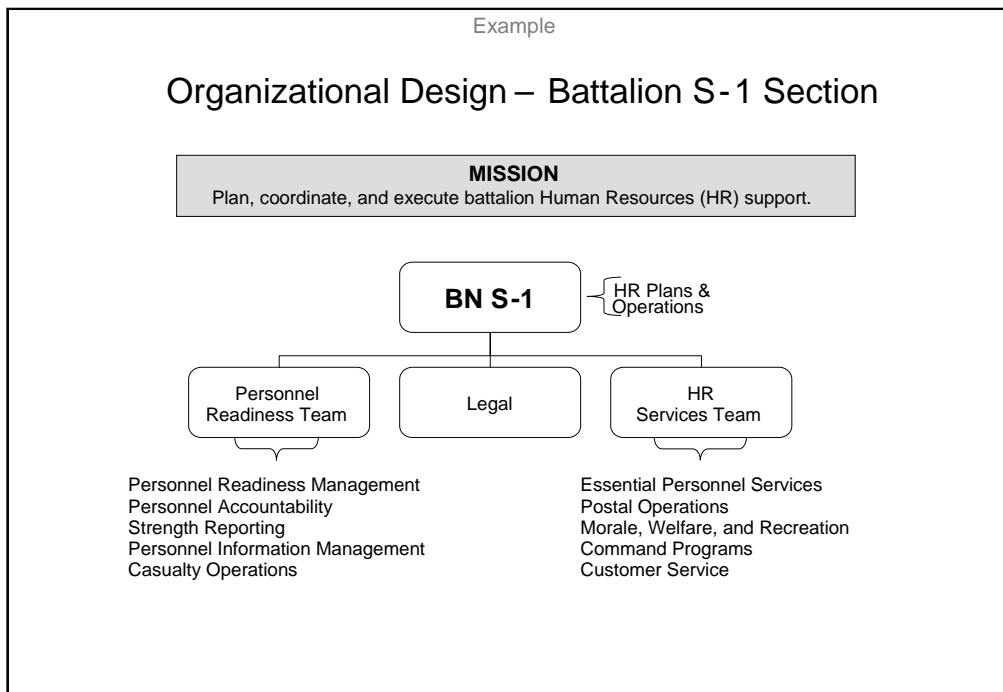 Example
Organizational Design – Battalion S-1 Section
MISSION
Plan, coordinate, and execute battalion Human Resources (HR) support.
BN S-1
HR Plans &
Operations
Personnel
Readiness Team
Legal
HR
Services Team
Personnel Readiness Management
Personnel Accountability
Strength Reporting
Personnel Information Management
Casualty Operations
Essential Personnel Services
Postal Operations
Morale, Welfare, and Recreation
Command Programs
Customer Service